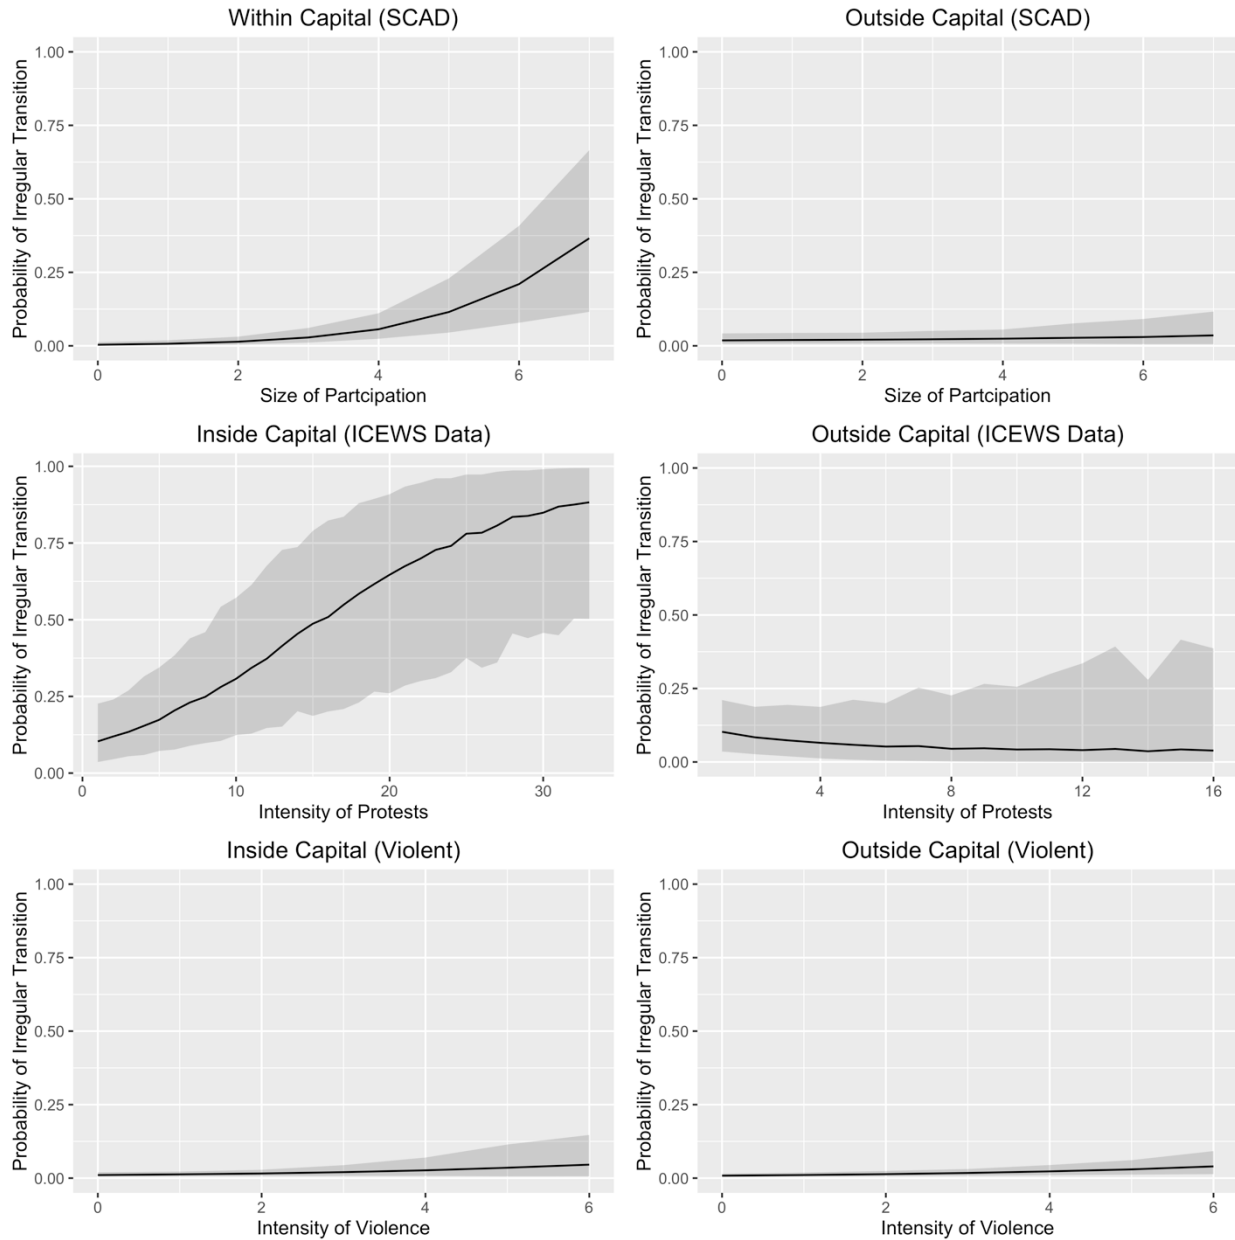 Within Capital (SCAD)
Outside Capital (SCAD)
Probability of Irregular Transition
1.00
0.75
0.50
0.25
0.00
0 2 4 6
Size of Partcipation
Probability of Irregular Transition
1.00
0.75
0.50
0.25
0.00
0 2 4 6
Size of Partcipation
Inside Capital (ICEWS Data)
Outside Capital (ICEWS Data)
Probability of Irregular Transition
1.00
0.75
0.50
0.25
0.00
0 10 20 30
Intensity of Protests
Probability of Irregular Transition
1.00
0.75
0.50
0.25
0.00
4 8 12 16
Intensity of Protests
Inside Capital (Violent)
Outside Capital (Violent)
Probability of Irregular Transition
1.00
0.75
0.50
0.25
0.00
0 2 4 6
Intensity of Violence
Probability of Irregular Transition
1.00
0.75
0.50
0.25
0.00
0 2 4 6
Intensity of Violence